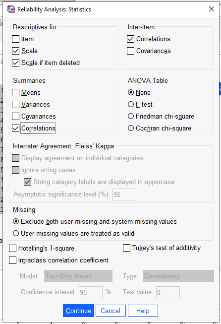 Reliability Analysis: Statistics
Descriptives for
Inter-Item
Item
Correlations
Scale
Covariances
Scale if item deleted
Summaries
ANOVA Table
Means
None
Variances
F test
Covariances
Friedman chi-square
Correlations
Cochran chi-square
Interrater Agreement: Fleiss' Kappa
Display agreement on individual categories
Ignore string cases
String category labels are displayed in uppercase
Asymptotic significance level (%): 95
Missing
Exclude both user-missing and system missing values
User-missing values are treated as valid
Hotelling's T-square
Tukey's test of additivity
Intraclass correlation coefficient
Model: Two-Way Mixed Type: Consistency
Confidence interval: 95 % Test value: 0
Continue Cancel Help